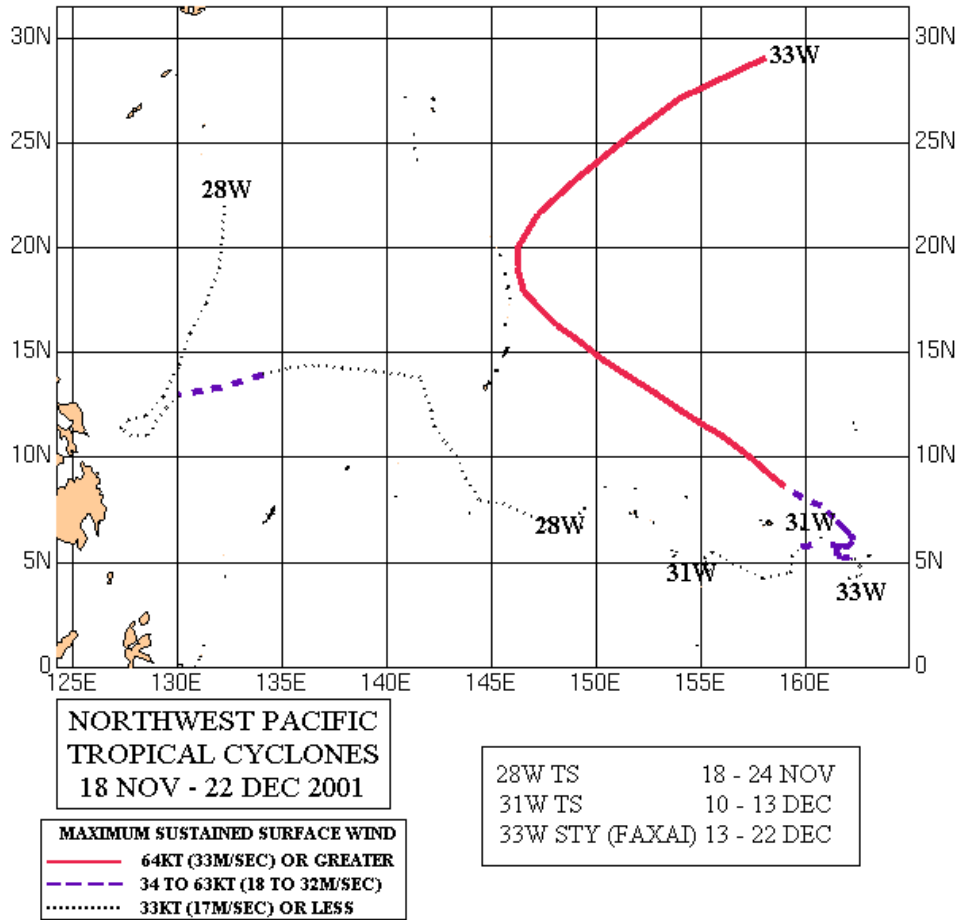 30N 33W 30N
25N 25N
28W
20N 20N
15N 15N
10N 10N
28W 31W
5N 31W 33W 5N
0 0
125E 130E 135E 140E 145E 150E 155E 160E
NORTHWEST PACIFIC
TROPICAL CYCLONES
18 NOV - 22 DEC 2001
28W TS 18 - 24 NOV
31W TS 10 - 13 DEC
33W STY (FAXAI) 13 - 22 DEC
MAXIMUM SUSTAINED SURFACE WIND
64KT (33M/SEC) OR GREATER
34 TO 63KT (18 TO 32M/SEC)
33KT (17M/SEC) OR LESS